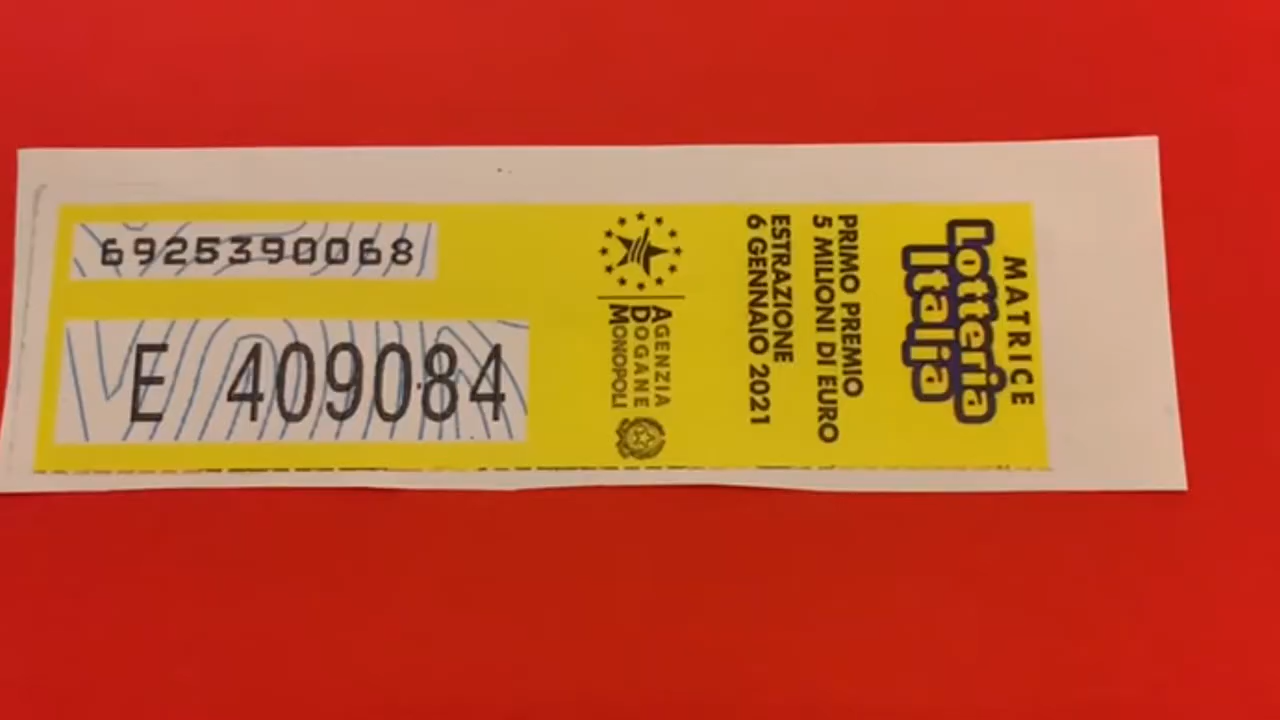 6925390068
E 409084
AGENZIA
DOGANE
MONOPOLI
PRIMO PREMIO
5 MILIONI DI EURO
ESTRAZIONE
6 GENNAIO 2021
MATRICE
Lotteria
Italia